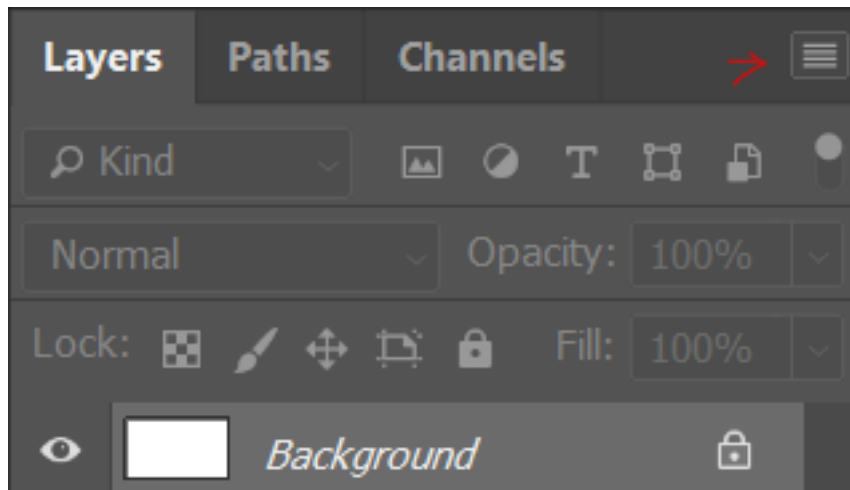 Layers Paths Channels
Kind
Normal Opacity: 100%
Lock: Fill: 100%
Background